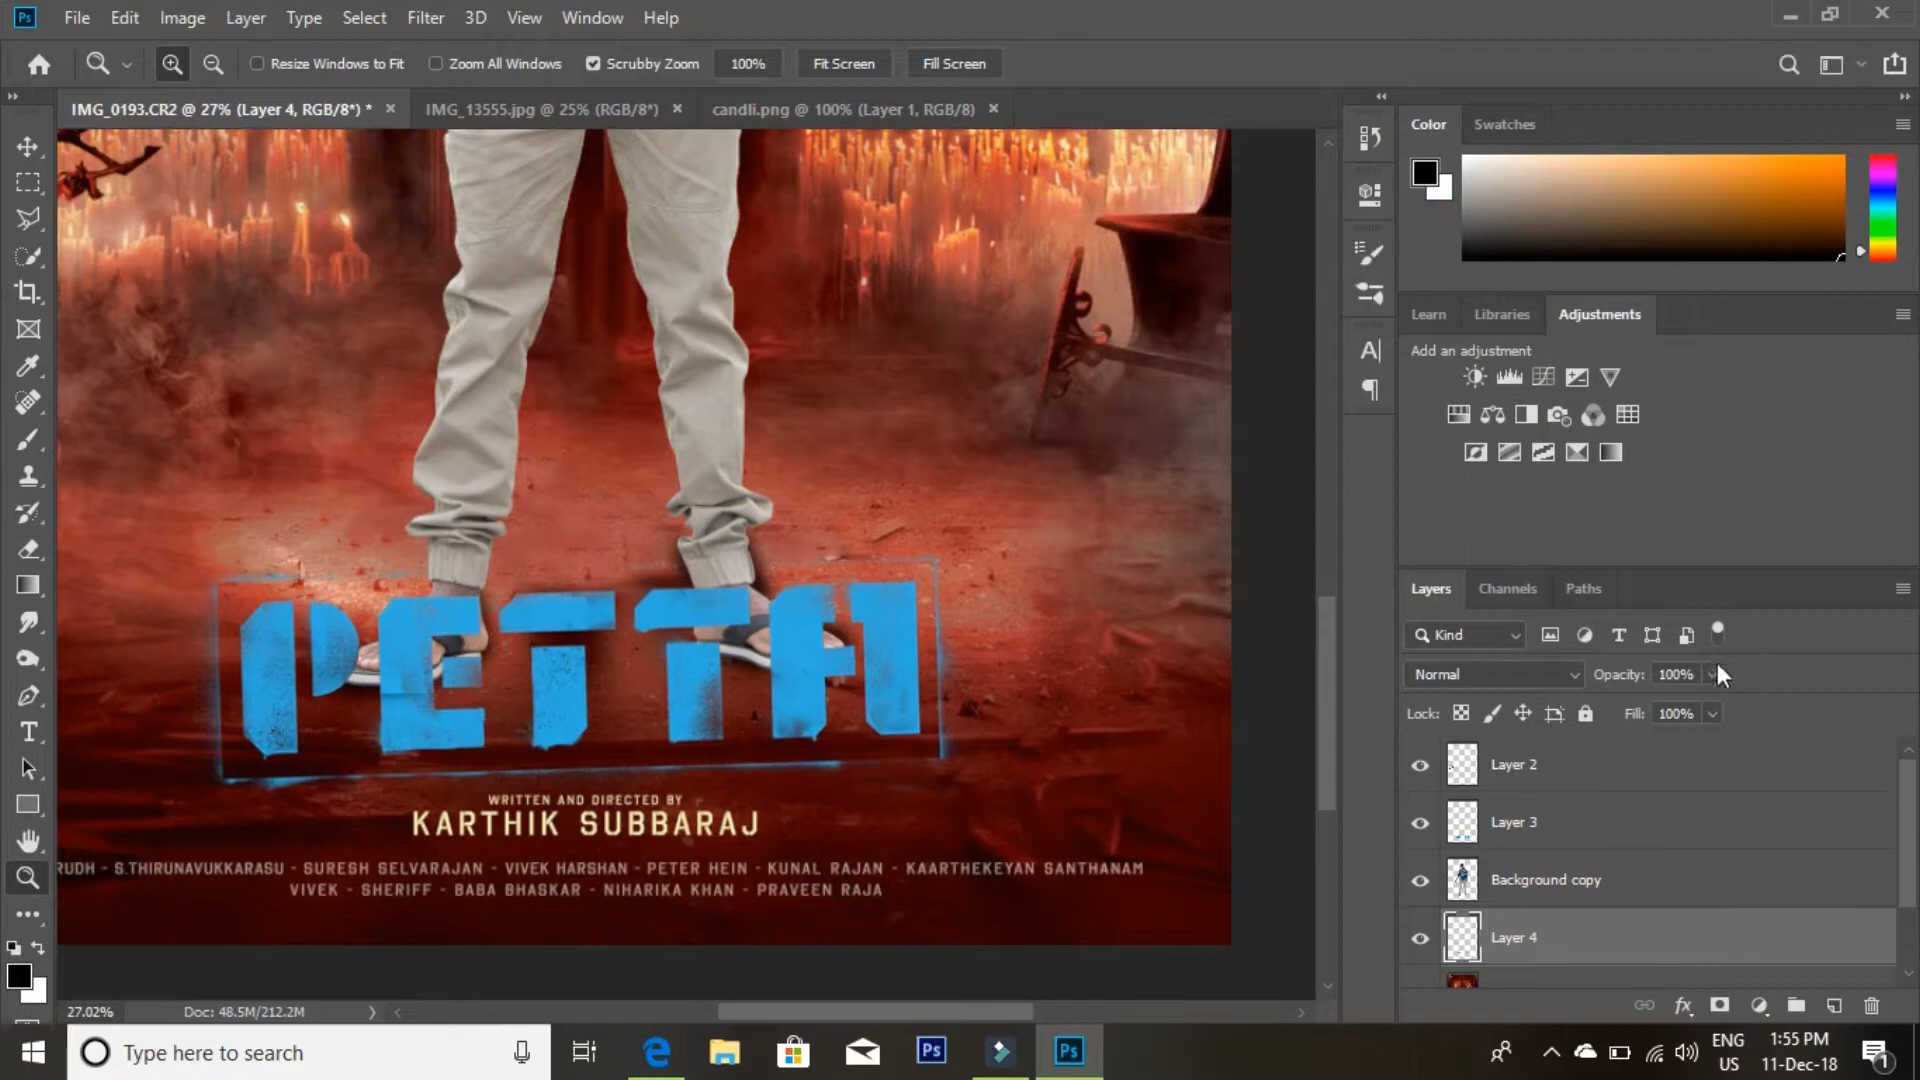 Ps File Edit Image Layer Type Select Filter 3D View Window Help
Resize Windows to Fit Zoom All Windows Scrubby Zoom 100% Fit Screen Fill Screen
IMG_0193.CR2 @ 27% (Layer 4, RGB/8*) * IMG_13555.jpg @ 25% (RGB/8*) candli.png @ 100% (Layer 1, RGB/8)
Color Swatches
Learn Libraries Adjustments
Add an adjustment
Layers Channels Paths
Kind
Normal Opacity: 100%
Lock: Fill: 100%
Layer 2
Layer 3
Background copy
Layer 4
PETTA
WRITTEN AND DIRECTED BY
KARTHIK SUBBARAJ
RUDH - S.THIRUNAVUKKARASU - SURESH SELVARAJAN - VIVEK HARSHAN - PETER HEIN - KUNAL RAJAN - KAARTHEKEYAN SANTHANAM
VIVEK - SHERIFF - BABA BHASKAR - NIHARIKA KHAN - PRAVEEN RAJA
27.02% Doc: 48.5M/212.2M
Type here to search
Ps
Ps
ENG
US
1:55 PM
11-Dec-18
1